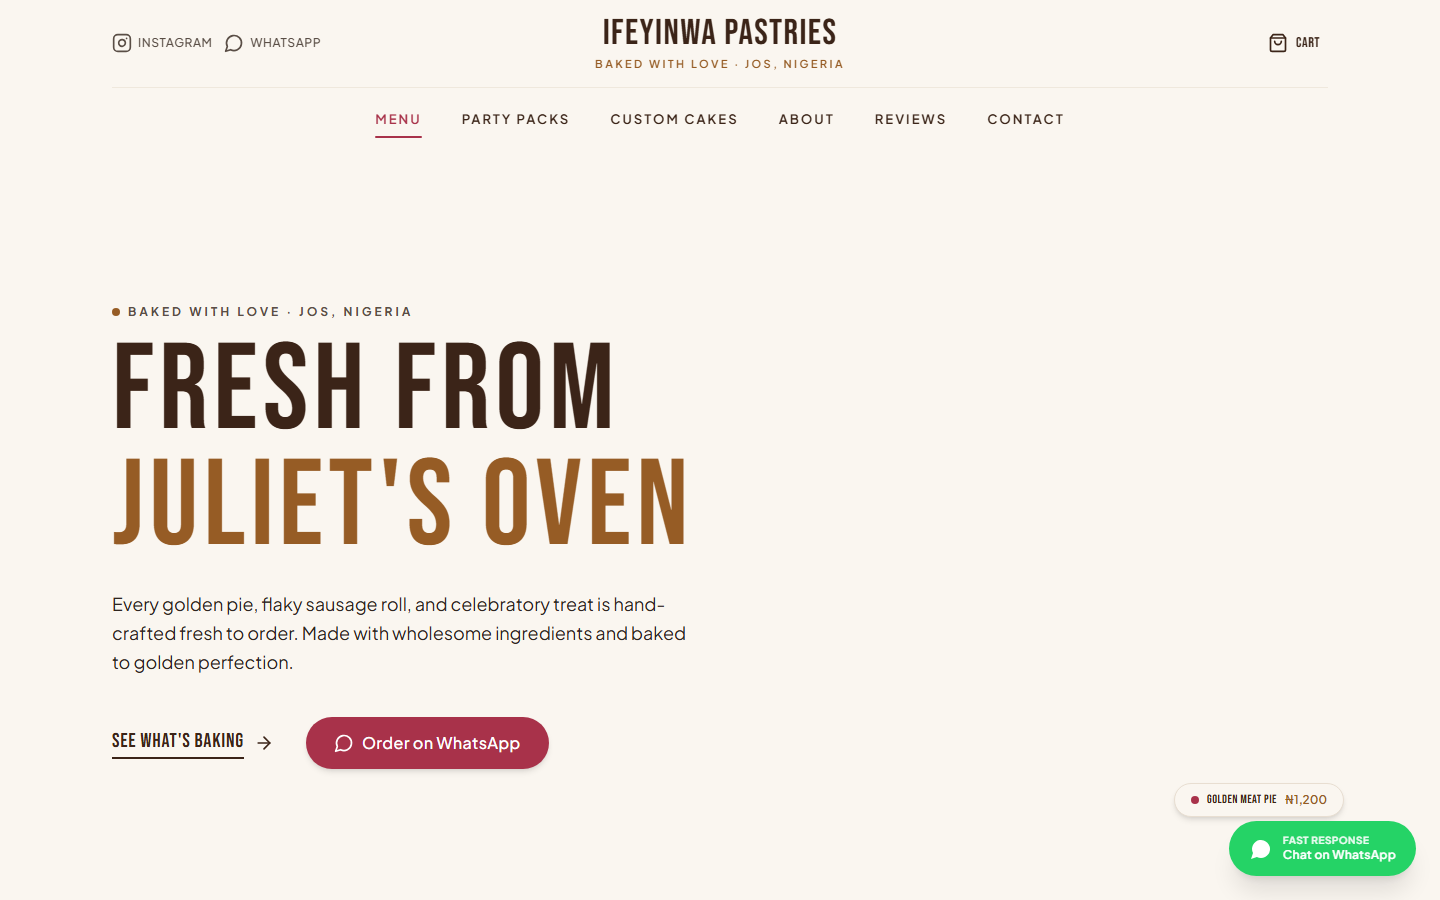 INSTAGRAM
WHATSAPP
IFEYINWA PASTRIES
BAKED WITH LOVE · JOS, NIGERIA
CART
MENU
PARTY PACKS
CUSTOM CAKES
ABOUT
REVIEWS
CONTACT
BAKED WITH LOVE · JOS, NIGERIA
FRESH FROM
JULIET'S OVEN
Every golden pie, flaky sausage roll, and celebratory treat is hand-
crafted fresh to order. Made with wholesome ingredients and baked
to golden perfection.
SEE WHAT'S BAKING
Order on WhatsApp
GOLDEN MEAT PIE ₦1,200
FAST RESPONSE
Chat on WhatsApp